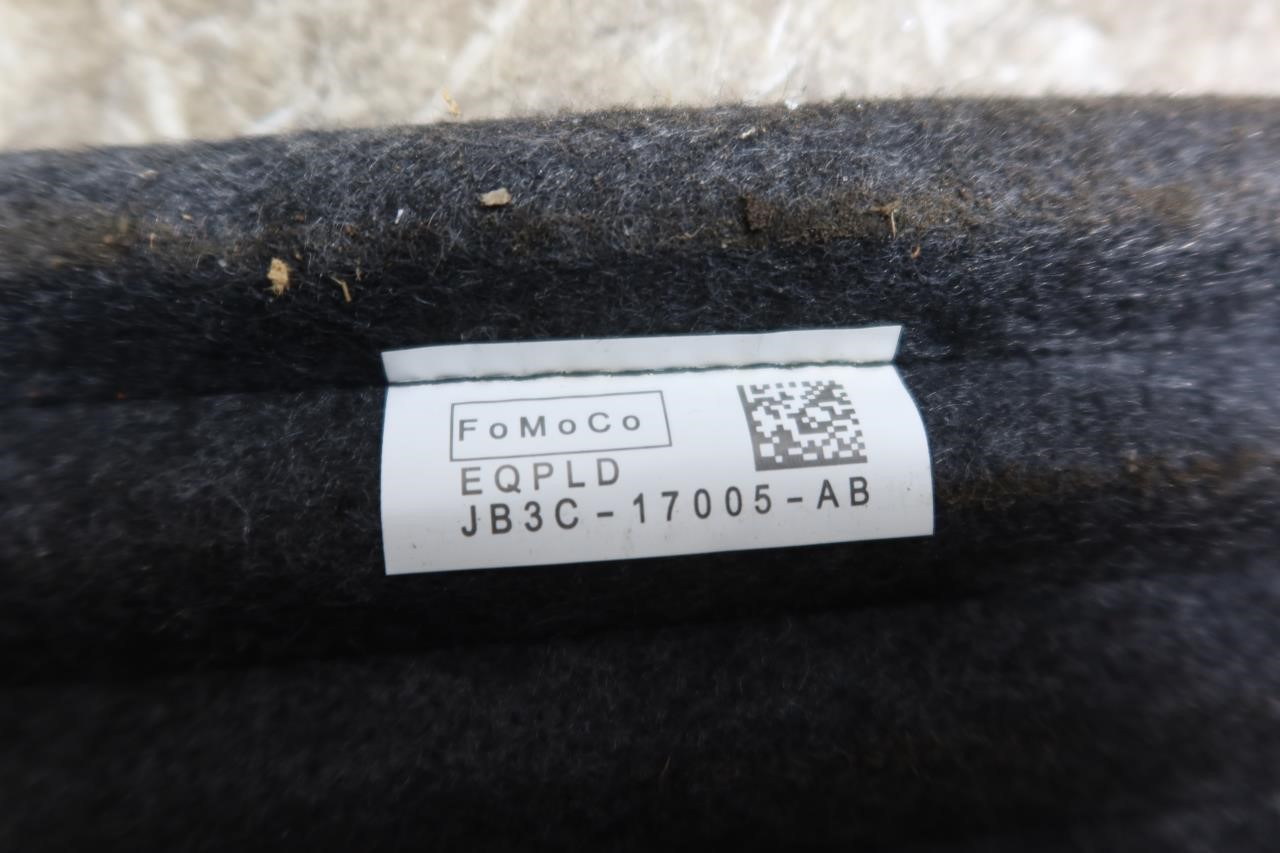 FoMoCo
EQPLD
JB3C-17005-AB